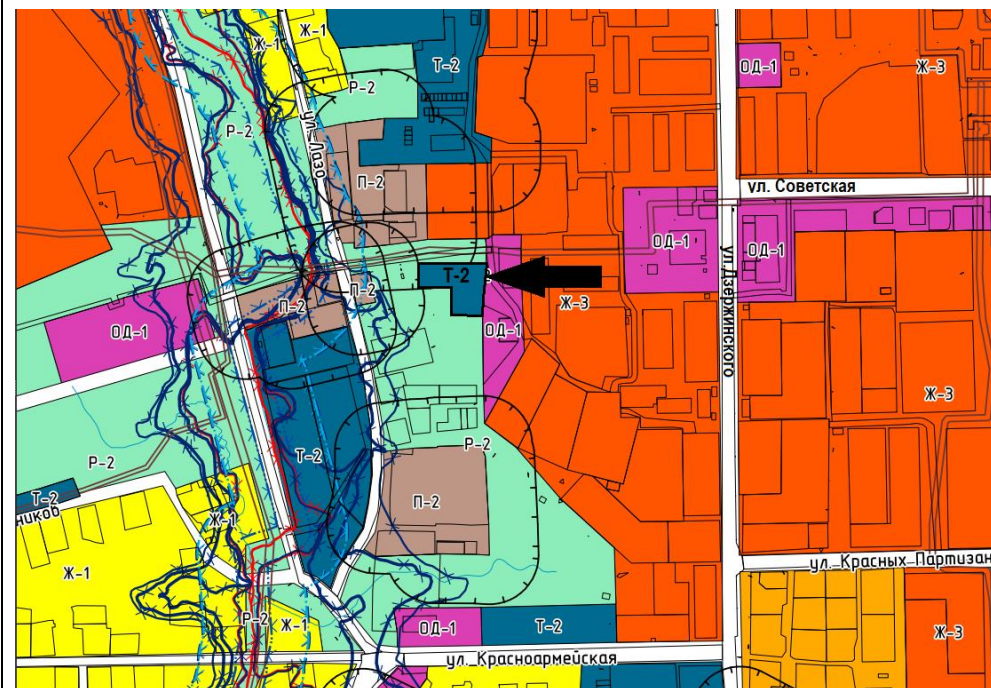 Ж-1
Ж-1
Т-2
ОД-1
Ж-3
Р-2
Р-2
ул. Лазо
П-2
ул. Советская
ОД-1
ОД-1
ул.Дзержинского
Т-2
П-2
П-2
Ж-3
ОД-1
ОД-1
Ж-3
Р-2
Т-2
Р-2
Т-2
П-2
ников
Ж-1
Ж-1
ул. Красных Партизан
Р-2
Ж-1
ОД-1
Т-2
Ж-3
ул. Красноармейская